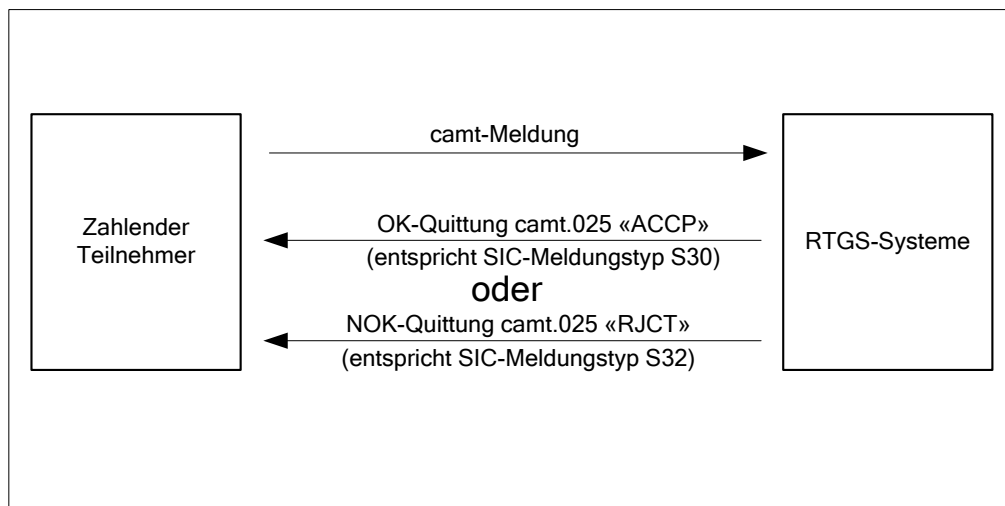 camt-Meldung
Zahlender
Teilnehmer
OK-Quittung camt.025 «ACCP»
(entspricht SIC-Meldungstyp S30)
oder
NOK-Quittung camt.025 «RJCT»
(entspricht SIC-Meldungstyp S32)
RTGS-Systeme